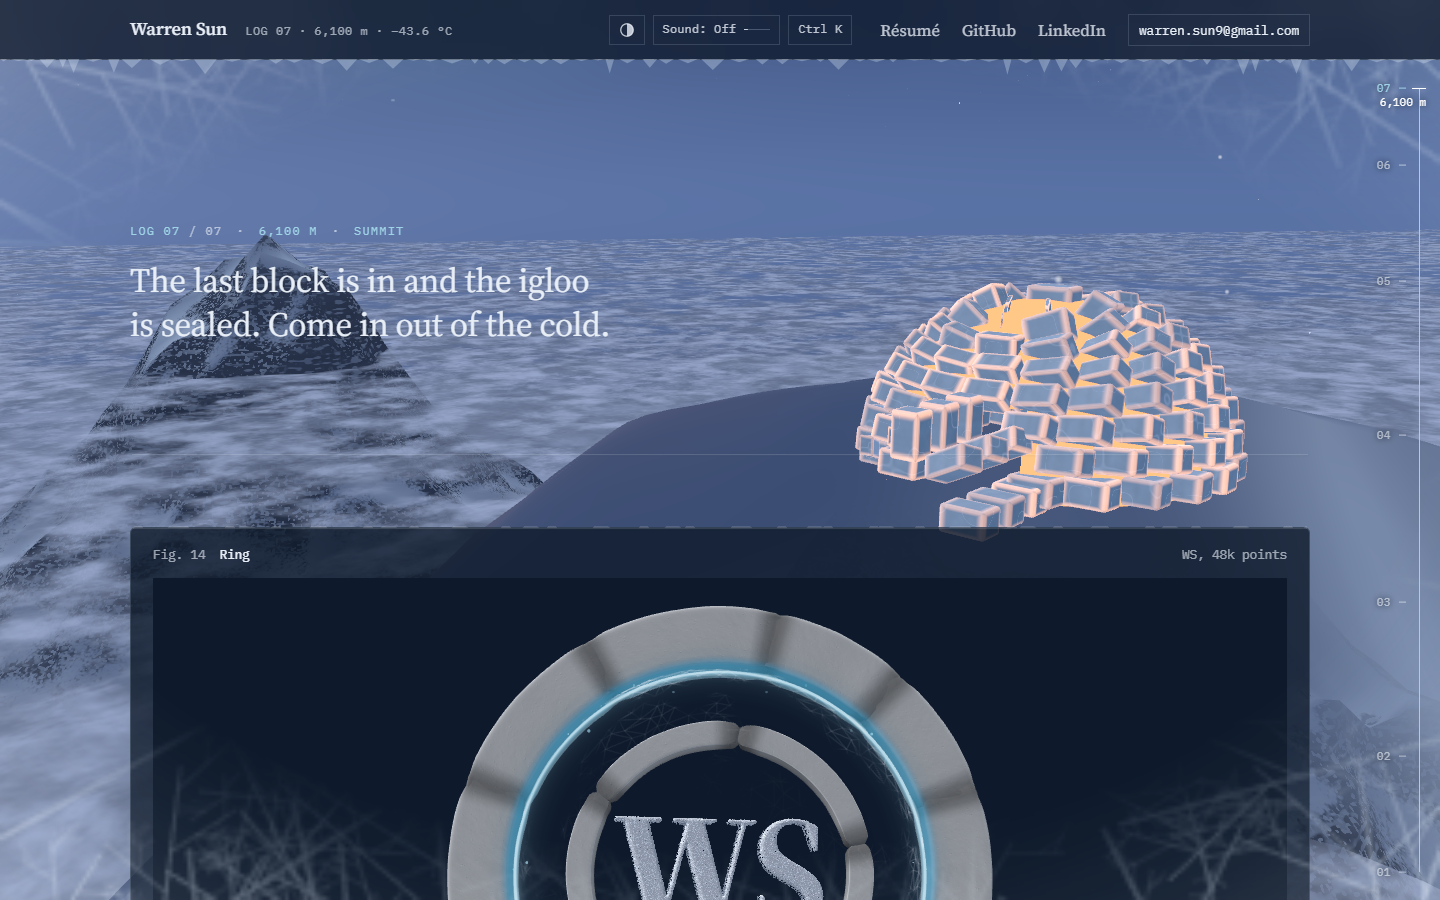 Warren Sun
LOG 07 · 6,100 m · −43.6 °C
Sound: Off
Ctrl K
Résumé
GitHub
LinkedIn
warren.sun9@gmail.com
07
6,100 m
06
05
04
03
02
01
LOG 07 / 07 · 6,100 M · SUMMIT
The last block is in and the igloo
is sealed. Come in out of the cold.
Fig. 14 Ring
WS, 48k points
WS